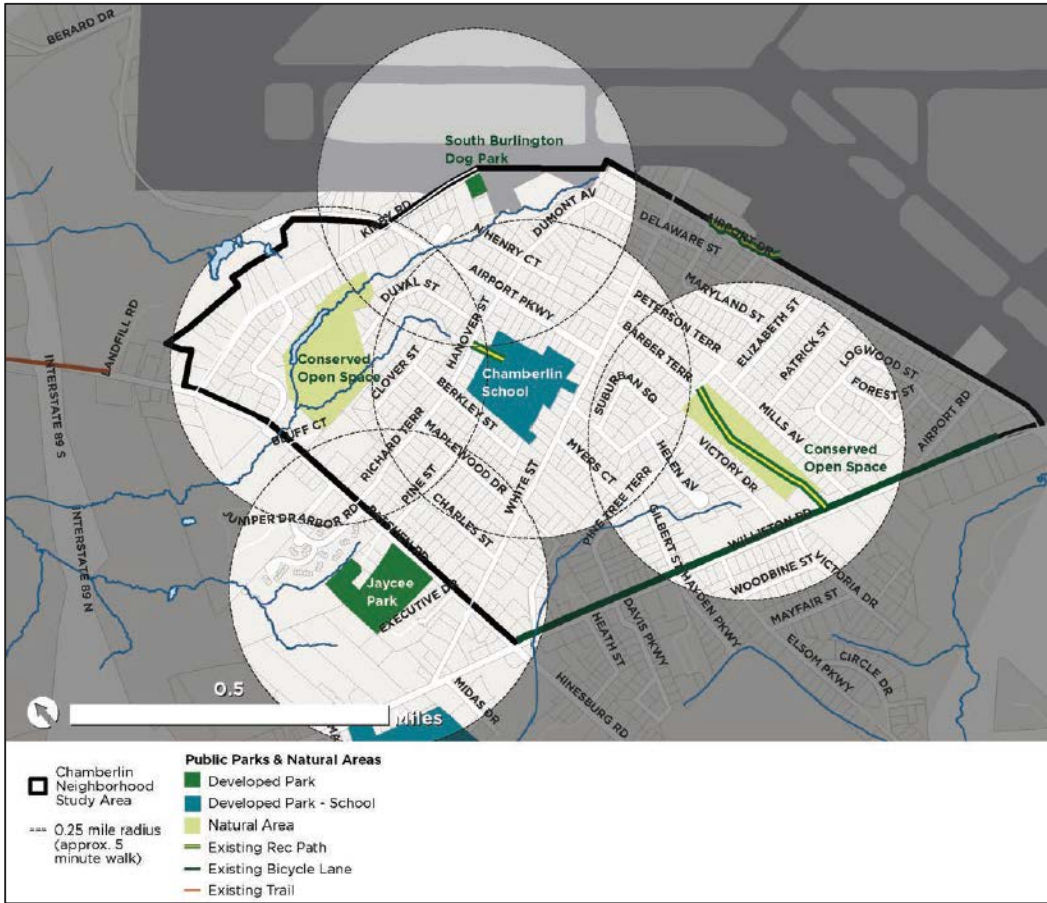 BERARD DR
South Burlington
Dog Park
KIRBY RD
N HENRY CT
DUMONT AV
DELAWARE ST
AIRPORT DR
MARYLAND ST
DUVAL ST
HANOVER ST
AIRPORT PKWY
PETERSON TERR
ELIZABETH ST
PATRICK ST
LOGWOOD ST
FOREST ST
AIRPORT RD
LANDFILL RD
INTERSTATE 89 S
INTERSTATE 89 N
Conserved
Open Space
CLOVER ST
Chamberlin
School
BARBER TERR
SUBURBAN SQ
BERKLEY ST
MILLS AV
BLUFF CT
RICHARD TERR
MAPLEWOOD DR
MYERS CT
HELEN AV
VICTORY DR
Conserved
Open Space
PINE ST
WHITE ST
PINE TREE TERR
JUNIPER DR
ARBOR RD
CHARLES ST
GILBERT ST
WILLISTON RD
Jaycee
Park
EXECUTIVE DR
HAYDEN PKWY
WOODBINE ST
VICTORIA DR
MAYFAIR ST
DAVIS PKWY
HEATH ST
ELSOM PKWY
CIRCLE DR
MIDAS DR
HINESBURG RD
0.5
Miles
Chamberlin
Neighborhood
Study Area
0.25 mile radius
(approx. 5
minute walk)
Public Parks & Natural Areas
Developed Park
Developed Park - School
Natural Area
Existing Rec Path
Existing Bicycle Lane
Existing Trail